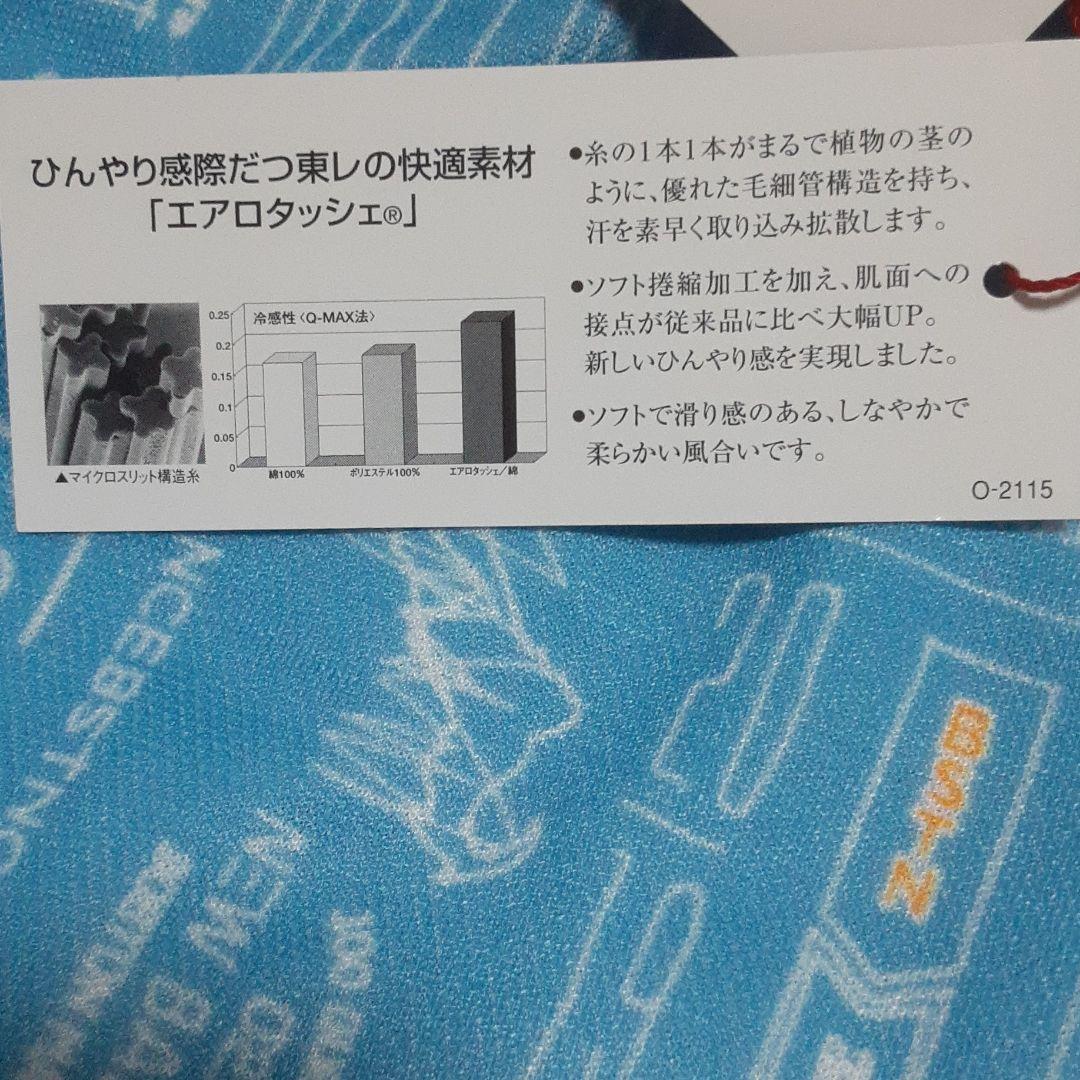 ひんやり感際だつ東レの快適素材
「エアロタッシェ®」
▲マイクロスリット構造糸
冷感性〈Q-MAX法〉
0.25
0.2
0.15
0.1
0.05
0
綿100%
ポリエステル100%
エアロタッシェ/綿
●糸の1本1本がまるで植物の茎の
ように、優れた毛細管構造を持ち、
汗を素早く取り込み拡散します。
●ソフト捲縮加工を加え、肌面への
接点が従来品に比べ大幅UP。
新しいひんやり感を実現しました。
●ソフトで滑り感のある、しなやかで
柔らかい風合いです。
O-2115
BSTN